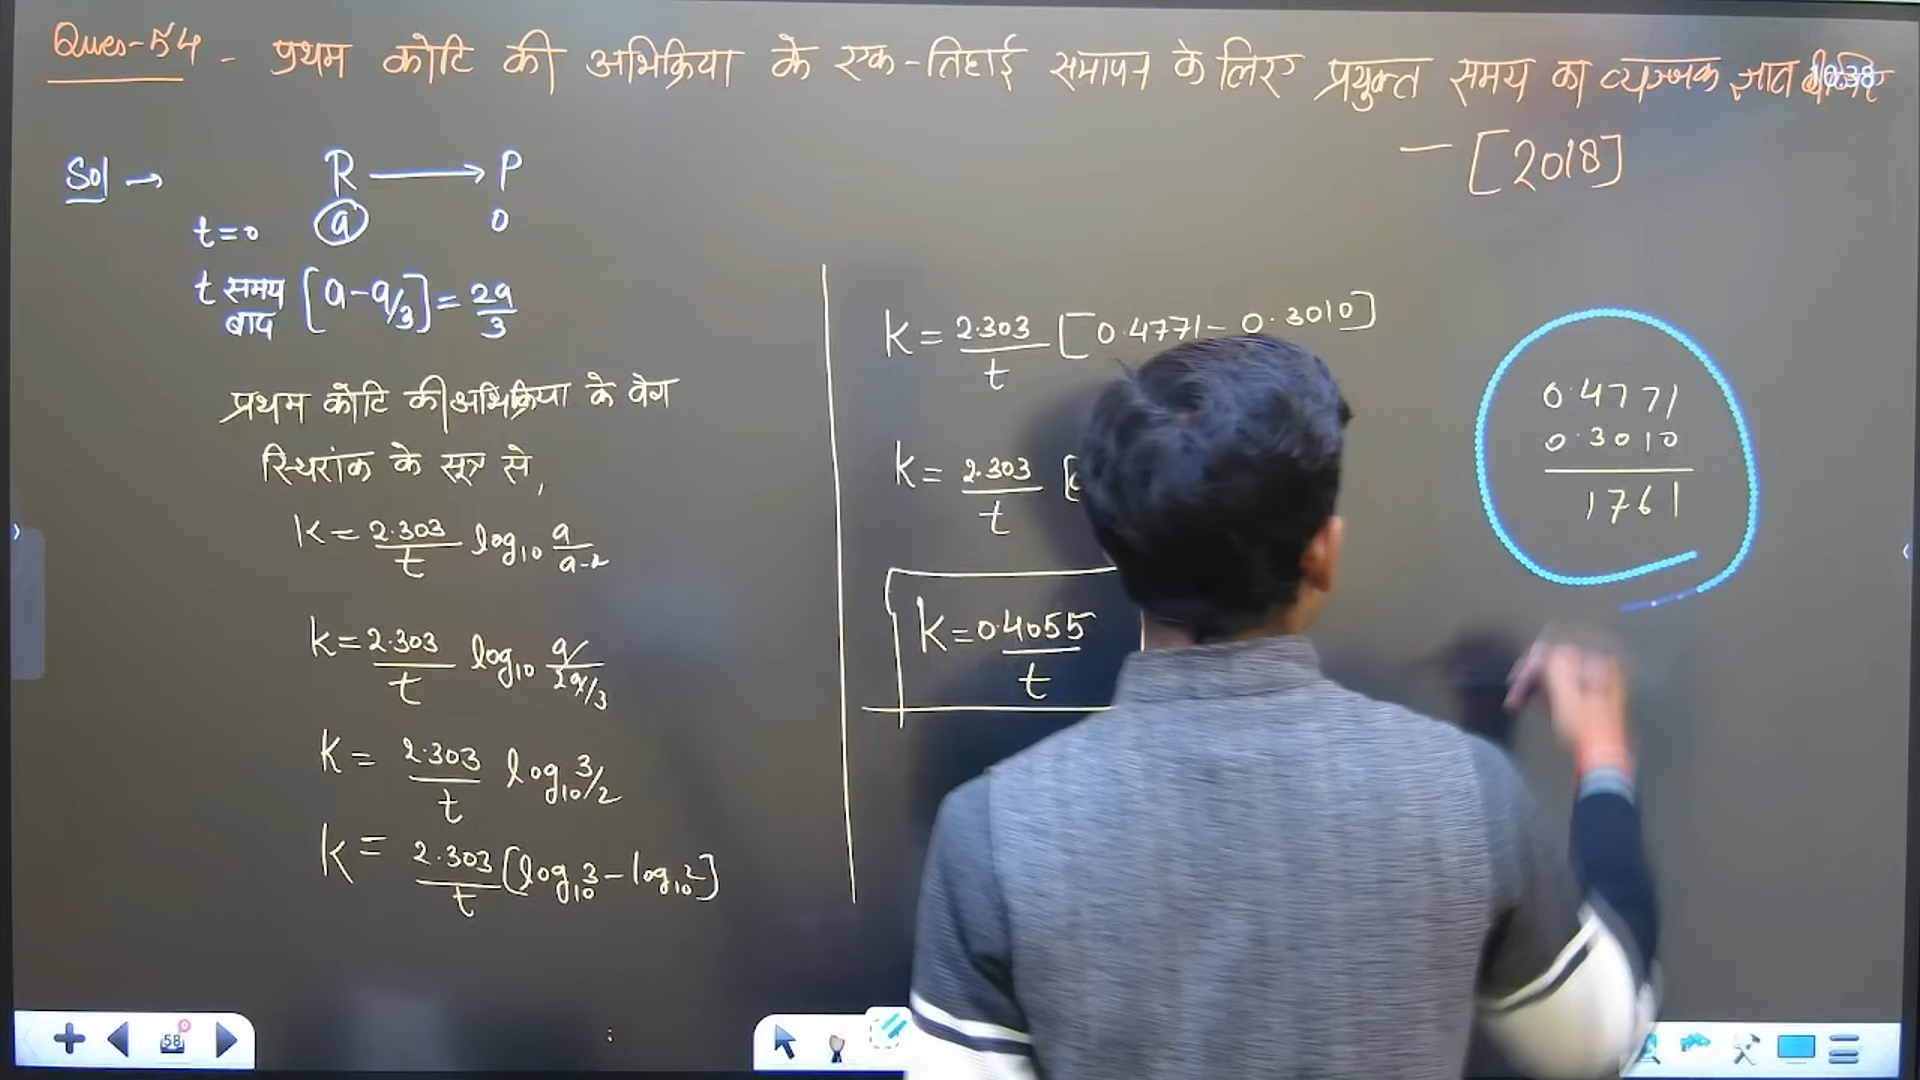 Ques-54 - प्रथम कोटि की अभिक्रिया के एक-तिहाई समापन के लिए प्रयुक्त समय का व्यञ्जक ज्ञात
— [2018]
Sol → R ⟶ P
t=0 a 0
t समय बाद [a-a/3] = 2a/3
प्रथम कोटि की अभिक्रिया के वेग
स्थिरांक के सूत्र से,
K = 2.303/t log10 a/a-x
K = 2.303/t log10 a/2a/3
K = 2.303/t log10 3/2
K = 2.303/t [log10 3 - log10 2]
K = 2.303/t [0.4771 - 0.3010]
K = 2.303/t [
K = 0.4055/t
0.4771
0.3010
1761
58